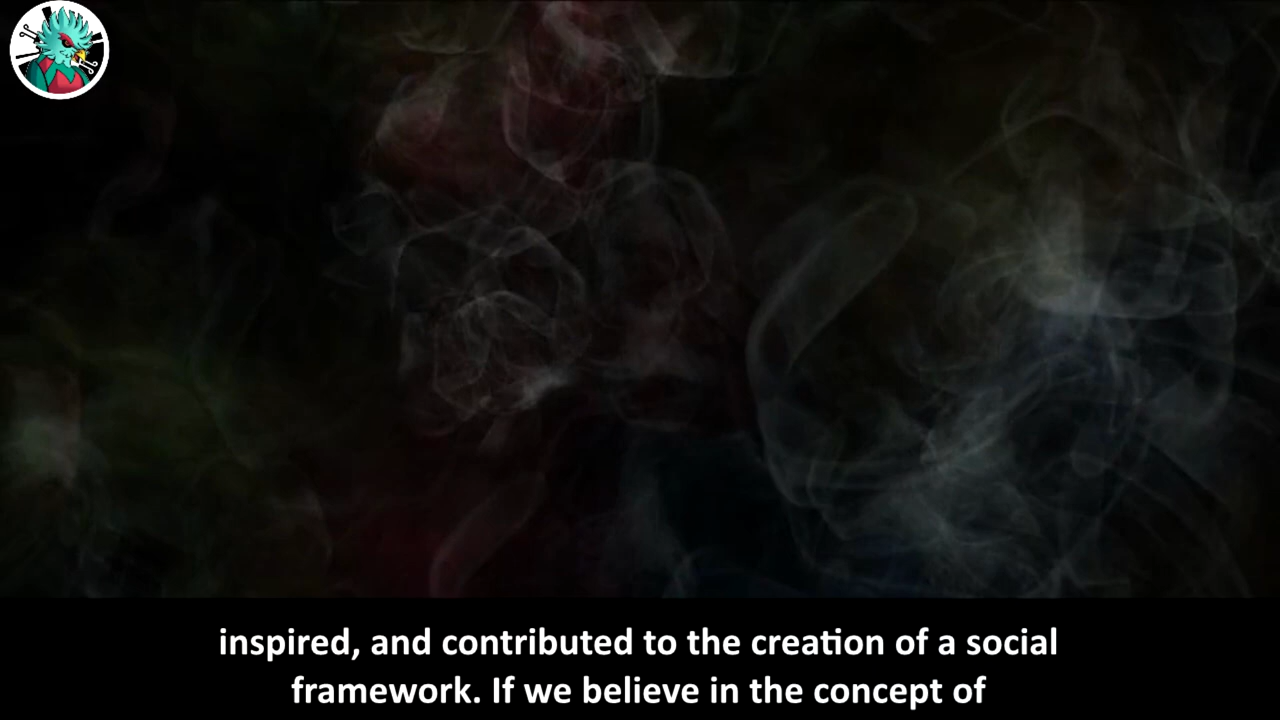 inspired, and contributed to the creation of a social
framework. If we believe in the concept of